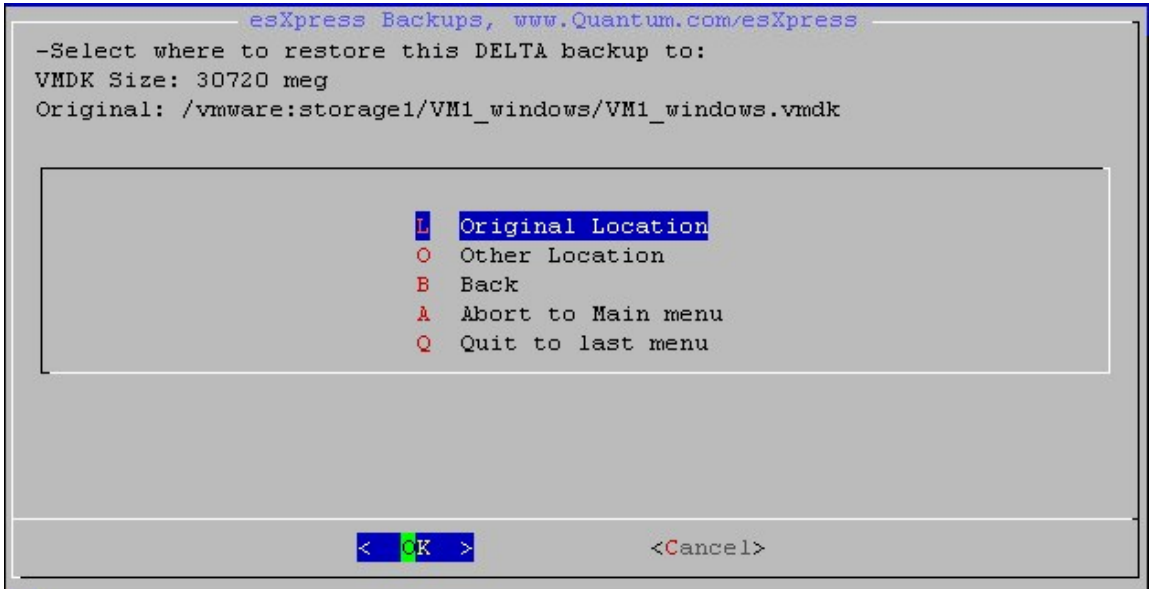 esXpress Backups, www.Quantum.com/esXpress
-Select where to restore this DELTA backup to:
VMDK Size: 30720 meg
Original: /vmware:storage1/VM1_windows/VM1_windows.vmdk
L Original Location
O Other Location
B Back
A Abort to Main menu
Q Quit to last menu
< OK > <Cancel>